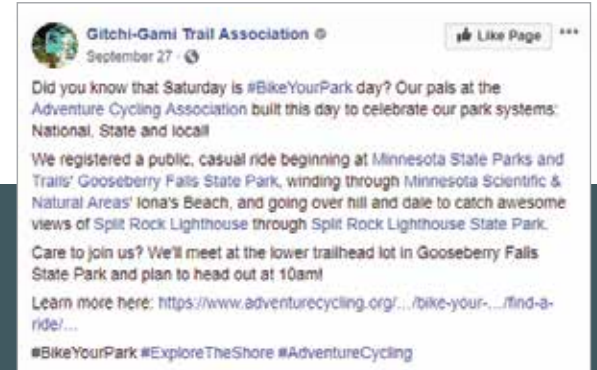 Gitchi-Gami Trail Association
Like Page
September 27
Did you know that Saturday is #BikeYourPark day? Our pals at the
Adventure Cycling Association built this day to celebrate our park systems:
National, State and local!
We registered a public, casual ride beginning at Minnesota State Parks and
Trails' Gooseberry Falls State Park, winding through Minnesota Scientific &
Natural Areas' Iona's Beach, and going over hill and dale to catch awesome
views of Split Rock Lighthouse through Split Rock Lighthouse State Park.
Care to join us? We'll meet at the lower trailhead lot in Gooseberry Falls
State Park and plan to head out at 10am!
Learn more here: https://www.adventurecycling.org/.../bike-your-.../find-a-
ride/...
#BikeYourPark #ExploreTheShore #AdventureCycling